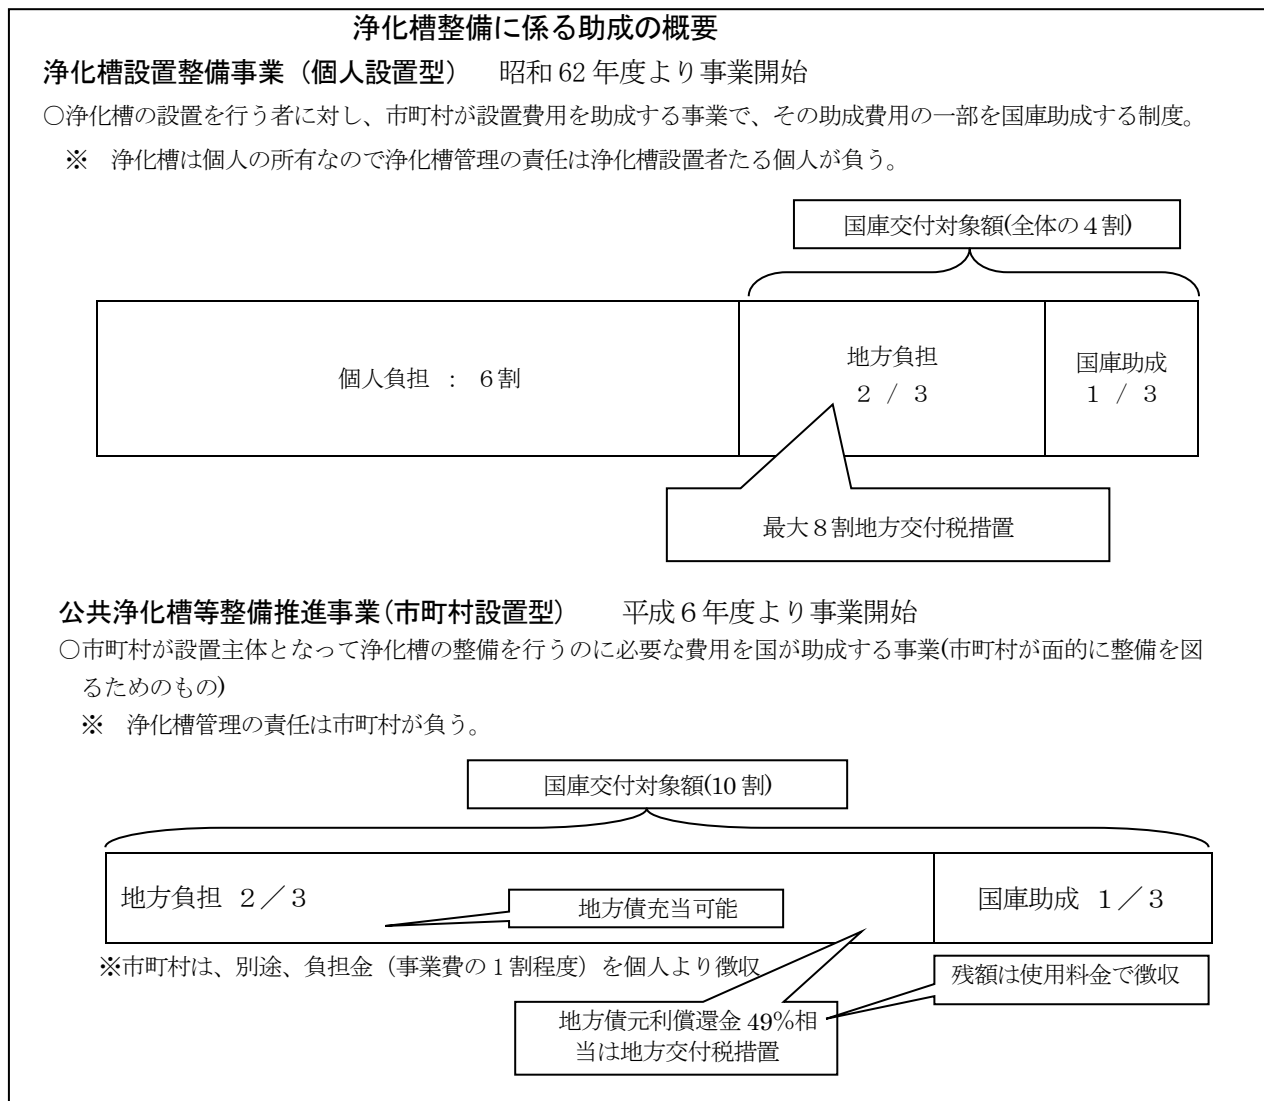 浄化槽整備に係る助成の概要
浄化槽設置整備事業（個人設置型）　昭和 62 年度より事業開始
○浄化槽の設置を行う者に対し、市町村が設置費用を助成する事業で、その助成費用の一部を国庫助成する制度。
※　浄化槽は個人の所有なので浄化槽管理の責任は浄化槽設置者たる個人が負う。
国庫交付対象額(全体の４割)
個人負担　：　６割
地方負担
２ / ３
国庫助成
１ / ３
最大８割地方交付税措置
公共浄化槽等整備推進事業(市町村設置型)　　平成６年度より事業開始
○市町村が設置主体となって浄化槽の整備を行うのに必要な費用を国が助成する事業(市町村が面的に整備を図
るためのもの)
※　浄化槽管理の責任は市町村が負う。
国庫交付対象額(10 割)
地方負担　２／３
地方債充当可能
国庫助成　１／３
※市町村は、別途、負担金（事業費の１割程度）を個人より徴収
残額は使用料金で徴収
地方債元利償還金 49％相
当は地方交付税措置